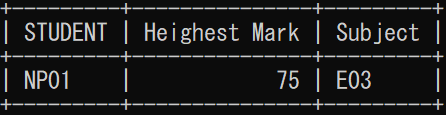 STUDENT | Heighest Mark | Subject
NP01 | 75 | E03